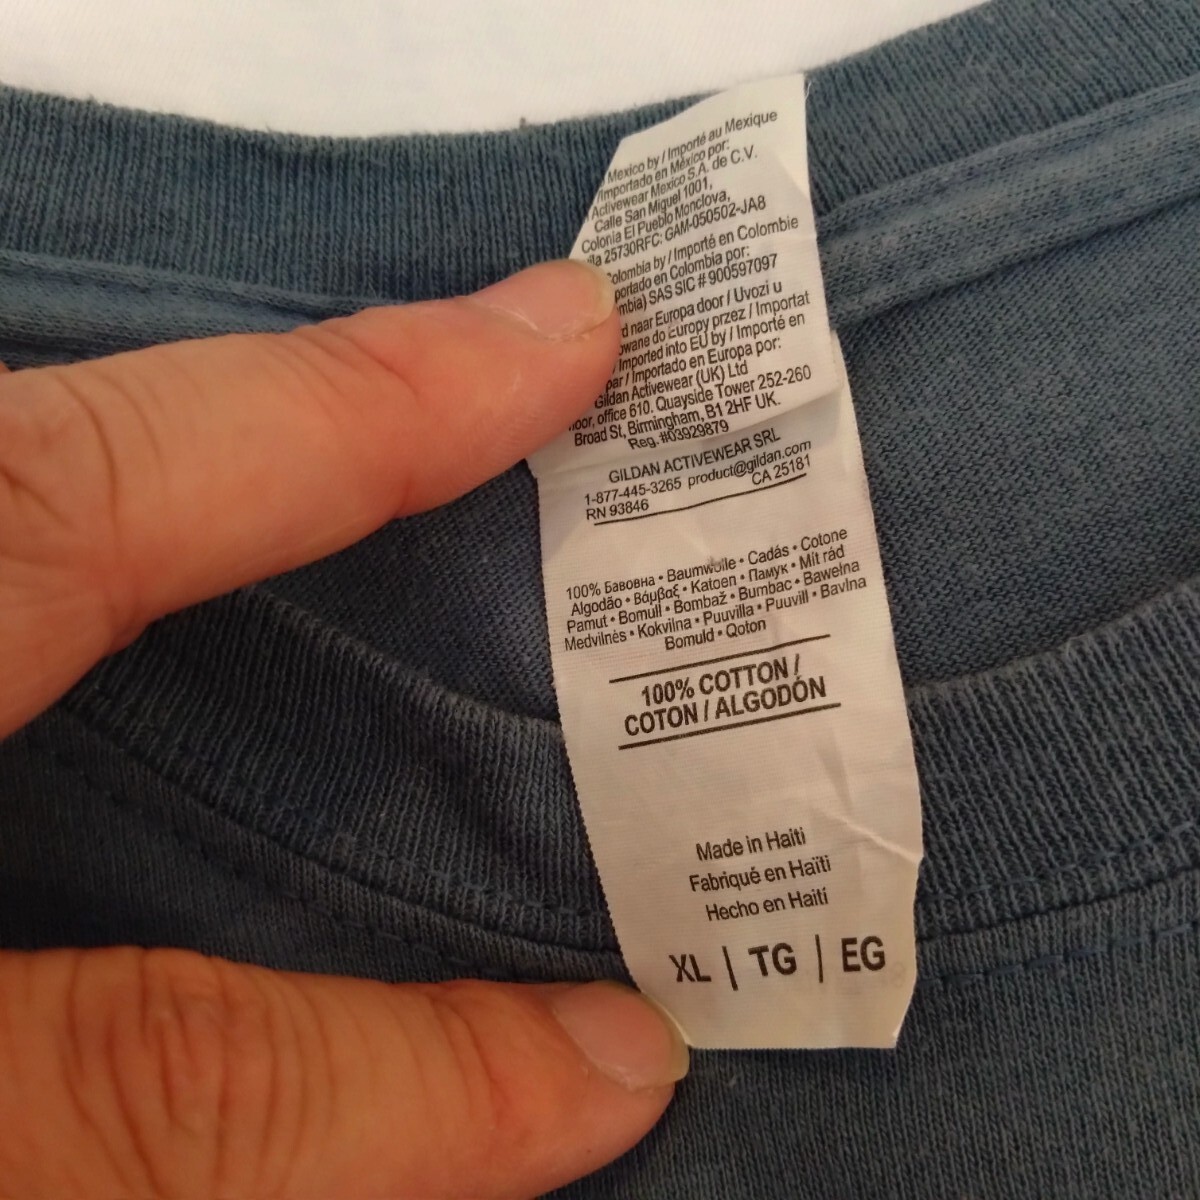 Mexico by / Importé au Mexique
/Importado en México por:
Activewear Mexico S.A. de C.V.
Calle San Miguel 1001,
Colonia El Pueblo Monclova,
25730RFC: GAM-050502-JA8
Colombia by / Importé en Colombie
en Colombia por:
SAS SIC # 900597097
naar Europa door / Uvozi u
do Europy przez / Importat
/ Imported into EU by / Importé en
par / Importado en Europa por:
Gildan Activewear (UK) Ltd
office 610. Quayside Tower 252-260
Broad St, Birmingham, B1 2HF UK.
Reg. #03929879
GILDAN ACTIVEWEAR SRL
1-877-445-3265 product@gildan.com
RN 93846 CA 25181
100% Бавовна • Baumwolle • Cadás • Cotone
Algodão • Βάμβαξ • Katoen • Памук • Mit rád
Pamut • Bomull • Bombaž • Bumbac • Bawełna
Medvilnės • Kokvilna • Puuvilla • Puuvill • Bavlna
Bomuld • Qoton
100% COTTON /
COTON / ALGODÓN
Made in Haiti
Fabriqué en Haïti
Hecho en Haití
XL | TG | EG